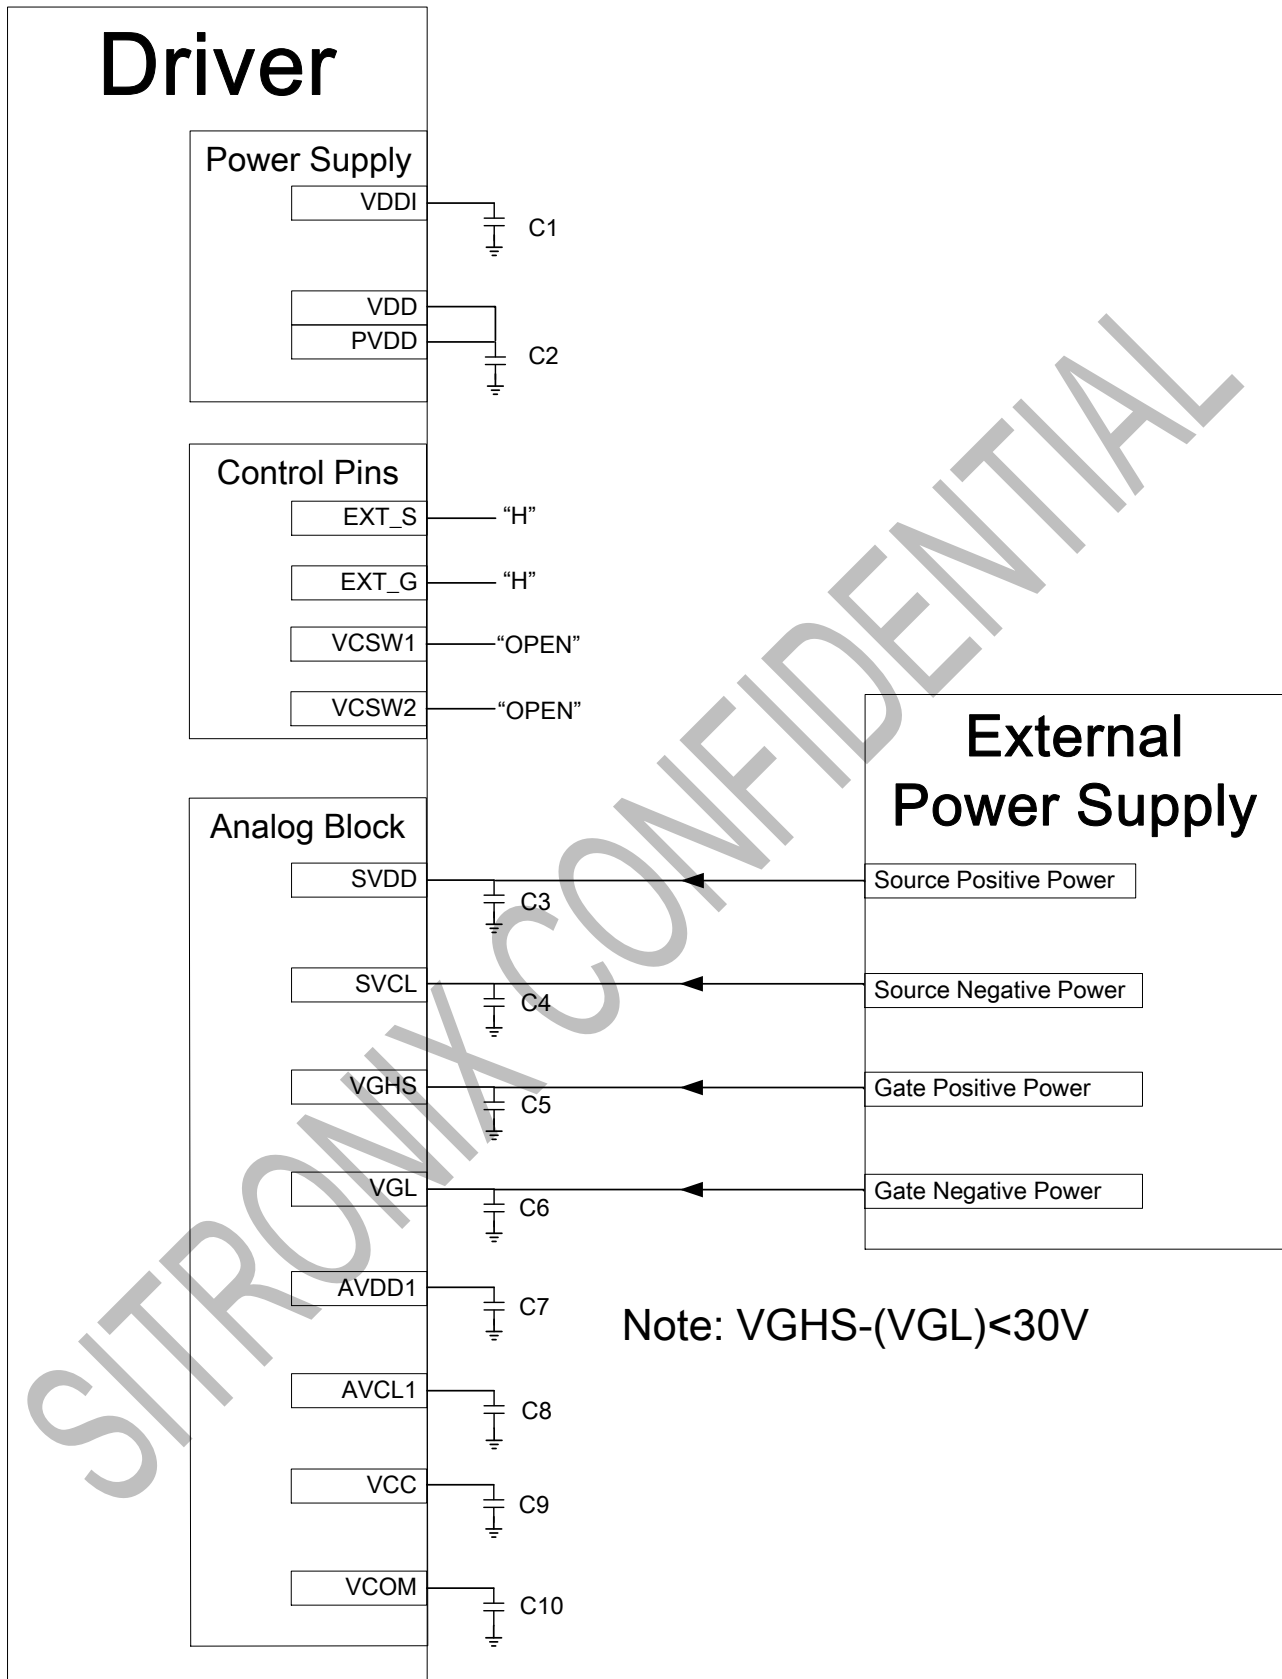 Driver
Power Supply
VDDI
C1
VDD
PVDD
C2
Control Pins
EXT_S
“H”
EXT_G
“H”
VCSW1
“OPEN”
VCSW2
“OPEN”
External
Power Supply
Analog Block
SVDD
C3
Source Positive Power
SVCL
C4
Source Negative Power
VGHS
C5
Gate Positive Power
VGL
C6
Gate Negative Power
AVDD1
C7
Note: VGHS-(VGL)<30V
AVCL1
C8
VCC
C9
VCOM
C10
SITRONIX CONFIDENTIAL